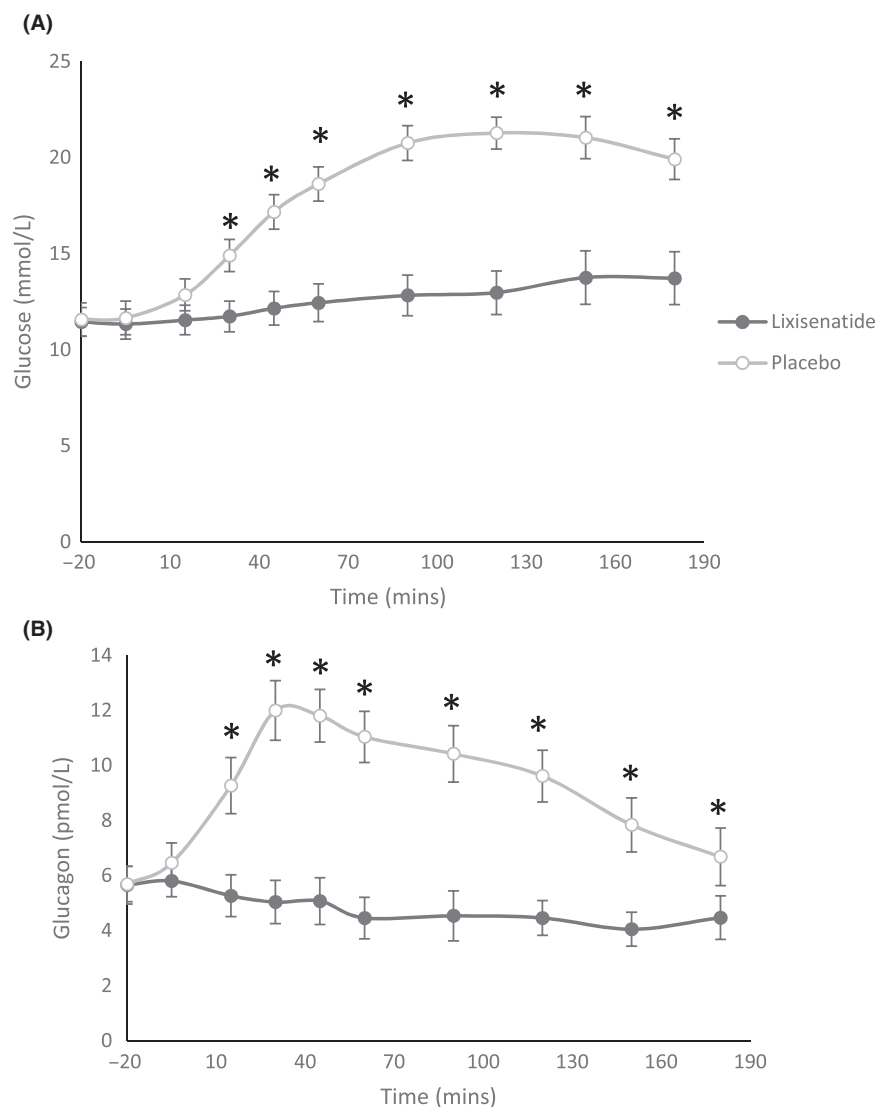 (A)
25
20
15
10
5
0
−20 10 40 70 100 130 160 190
Glucose (mmol/L)
Time (mins)
* * * * * * *
Lixisenatide
Placebo
(B)
14
12
10
8
6
4
2
0
−20 10 40 70 100 130 160 190
Glucagon (pmol/L)
Time (mins)
* * * * * * * *